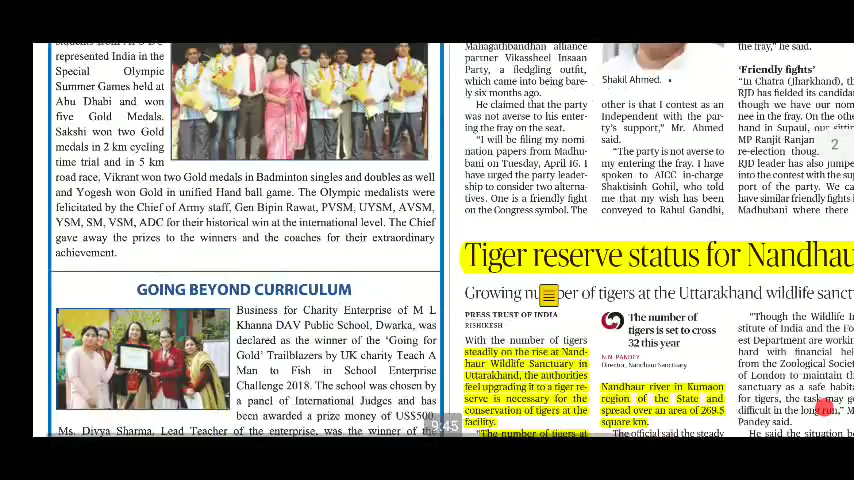 represented India in the
Special Olympic
Summer Games held at
Abu Dhabi and won
five Gold Medals.
Sakshi won two Gold
medals in 2 km cycling
time trial and in 5 km
road race, Vikrant won two Gold medals in Badminton singles and doubles as well
and Yogesh won Gold in unified Hand ball game. The Olympic medalists were
felicitated by the Chief of Army staff, Gen Bipin Rawat, PVSM, UYSM, AVSM,
YSM, SM, VSM, ADC for their historical win at the international level. The Chief
gave away the prizes to the winners and the coaches for their extraordinary
achievement.
GOING BEYOND CURRICULUM
Business for Charity Enterprise of M L
Khanna DAV Public School, Dwarka, was
declared as the winner of the ‘Going for
Gold’ Trailblazers by UK charity Teach A
Man to Fish in School Enterprise
Challenge 2018. The school was chosen by
a panel of International Judges and has
been awarded a prize money of US$500
Ms. Divya Sharma, Lead Teacher of the enterprise, was the winner of the
9:45
Mahagathbandhan alliance
partner Vikassheel Insaan
Party, a fledgling outfit,
which came into being bare-
ly six months ago.
He claimed that the party
was not averse to his enter-
ing the fray on the seat.
“I will be filing my nomi-
nation papers from Madhu-
bani on Tuesday, April 16. I
have urged the party leader-
ship to consider two alterna-
tives. One is a friendly fight
on the Congress symbol. The
Shakil Ahmed.
other is that I contest as an
Independent with the par-
ty’s support,” Mr. Ahmed
said.
“The party is not averse to
my entering the fray. I have
spoken to AICC in-charge
Shaktisinh Gohil, who told
me that my wish has been
conveyed to Rahul Gandhi,
the fray,” he said.
‘Friendly fights’
“In Chatra (Jharkhand), th
RJD has fielded its candida
though we have our nom
nee in the fray. On the othe
hand in Supaul, our sittin
MP Ranjit Ranjan
re-election thoug
RJD leader has also jumpe
into the contest with the su
port of the party. We ca
have similar friendly fights i
Madhubani where there
2
Tiger reserve status for Nandhau
Growing nu ber of tigers at the Uttarakhand wildlife sanct
PRESS TRUST OF INDIA
RISHIKESH
With the number of tigers
steadily on the rise at Nand-
haur Wildlife Sanctuary in
Uttarakhand, the authorities
feel upgrading it to a tiger re-
serve is necessary for the
conservation of tigers at the
facility.
“The number of tigers at
The number of
tigers is set to cross
32 this year
N.N. PANDEY
Director, Nandhaur Sanctuary
Nandhaur river in Kumaon
region of the State and
spread over an area of 269.5
square km.
The official said the steady
“Though the Wildlife In
stitute of India and the Fo
est Department are workin
hard with financial hel
from the Zoological Societ
of London to maintain th
sanctuary as a safe habita
for tigers, the task may ge
difficult in the long run,” M
Pandey said.
He said the situation b